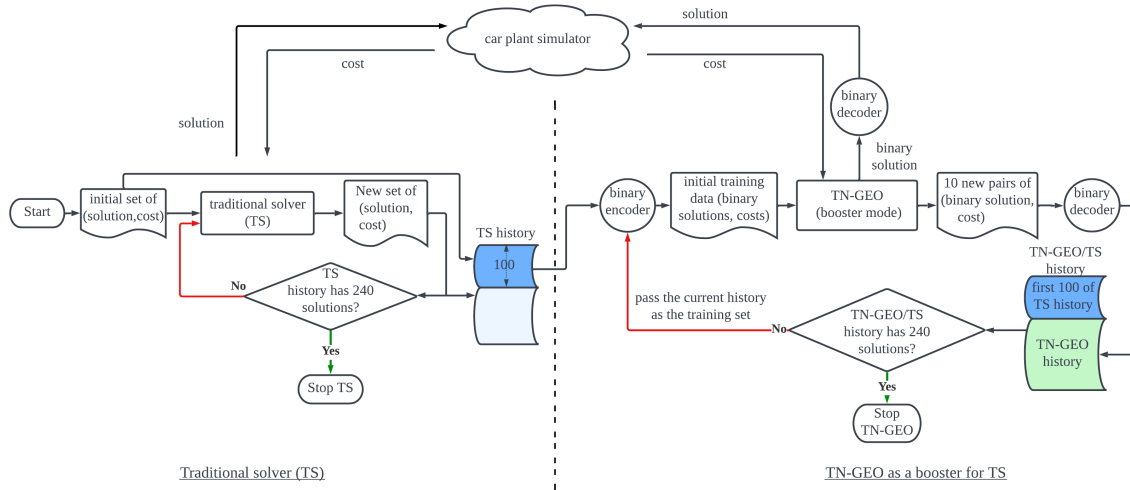 solution
car plant simulator
cost
cost
solution
binary
decoder
binary
solution
Start
initial set of
(solution,cost)
traditional solver
(TS)
New set of
(solution,
cost)
TS history
100
No
TS
history has 240
solutions?
Yes
Stop TS
binary
encoder
initial training
data (binary
solutions, costs)
TN-GEO
(booster mode)
10 new pairs of
(binary solution,
cost)
binary
decoder
TN-GEO/TS
history
first 100 of
TS history
TN-GEO
history
pass the current history
as the training set
No
TN-GEO/TS
history has 240
solutions?
Yes
Stop
TN-GEO
Traditional solver (TS)
TN-GEO as a booster for TS